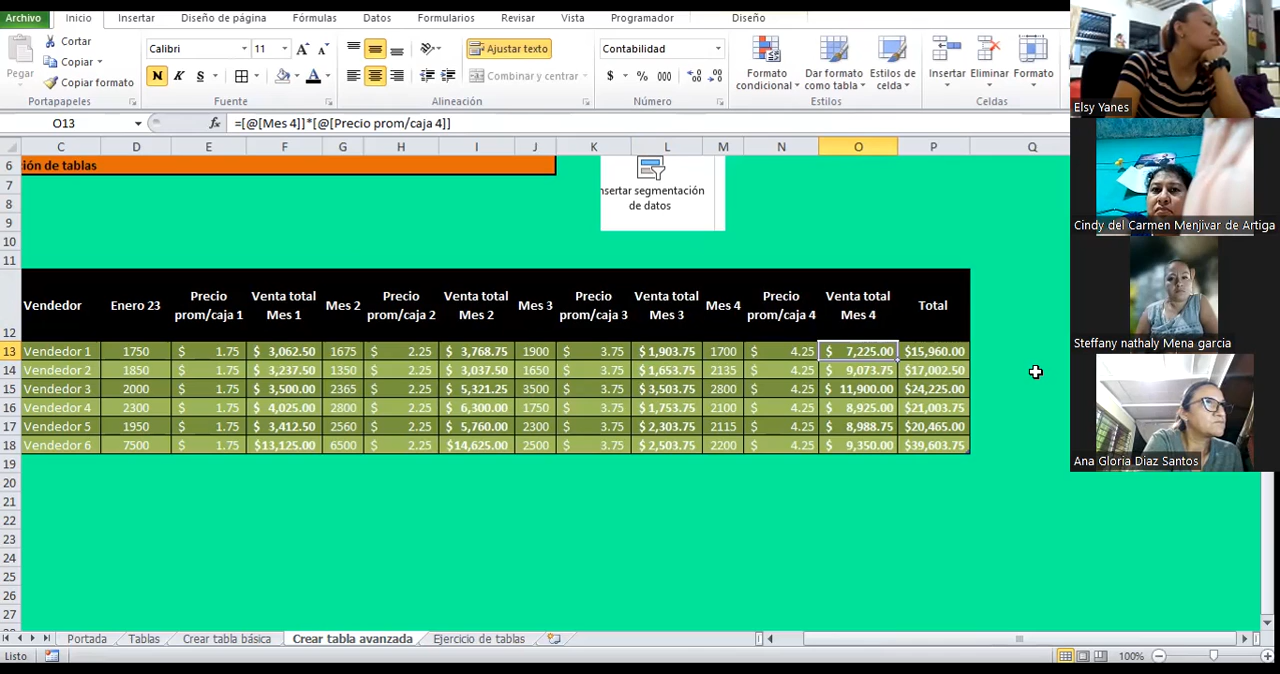 Archivo Inicio Insertar Diseño de página Fórmulas Datos Formularios Revisar Vista Programador Diseño
Pegar
Cortar
Copiar
Copiar formato
Portapapeles
Calibri 11
N K S
Fuente
Ajustar texto
Combinar y centrar
Alineación
Contabilidad
$ % 000
Número
Formato condicional
Dar formato como tabla
Estilos de celda
Estilos
Insertar Eliminar Formato
Celdas
O13 fx =[@[Mes 4]]*[@[Precio prom/caja 4]]
C D E F G H I J K L M N O P Q
6 ción de tablas
7
8
9
10
11
nsertar segmentación
de datos
12 Vendedor Enero 23 Precio prom/caja 1 Venta total Mes 1 Mes 2 Precio prom/caja 2 Venta total Mes 2 Mes 3 Precio prom/caja 3 Venta total Mes 3 Mes 4 Precio prom/caja 4 Venta total Mes 4 Total
13 Vendedor 1 1750 $ 1.75 $ 3,062.50 1675 $ 2.25 $ 3,768.75 1900 $ 3.75 $ 1,903.75 1700 $ 4.25 $ 7,225.00 $15,960.00
14 Vendedor 2 1850 $ 1.75 $ 3,237.50 1350 $ 2.25 $ 3,037.50 1650 $ 3.75 $ 1,653.75 2135 $ 4.25 $ 9,073.75 $17,002.50
15 Vendedor 3 2000 $ 1.75 $ 3,500.00 2365 $ 2.25 $ 5,321.25 3500 $ 3.75 $ 3,503.75 2800 $ 4.25 $ 11,900.00 $24,225.00
16 Vendedor 4 2300 $ 1.75 $ 4,025.00 2800 $ 2.25 $ 6,300.00 1750 $ 3.75 $ 1,753.75 2100 $ 4.25 $ 8,925.00 $21,003.75
17 Vendedor 5 1950 $ 1.75 $ 3,412.50 2560 $ 2.25 $ 5,760.00 2300 $ 3.75 $ 2,303.75 2115 $ 4.25 $ 8,988.75 $20,465.00
18 Vendedor 6 7500 $ 1.75 $13,125.00 6500 $ 2.25 $14,625.00 2500 $ 3.75 $ 2,503.75 2200 $ 4.25 $ 9,350.00 $39,603.75
19
20
21
22
23
24
25
26
27
Portada Tablas Crear tabla básica Crear tabla avanzada Ejercicio de tablas
Listo 100%
Elsy Yanes
Cindy del Carmen Menjivar de Artiga
Steffany nathaly Mena garcia
Ana Gloria Diaz Santos